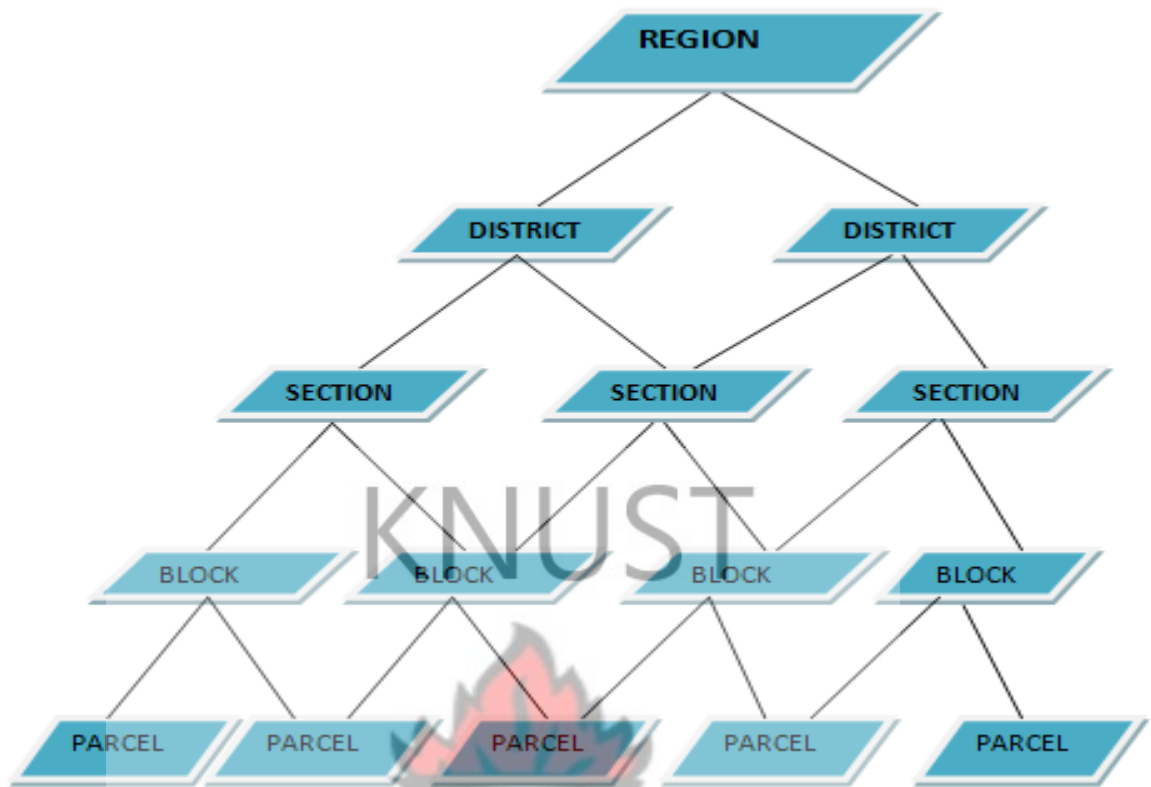 REGION
DISTRICT DISTRICT
SECTION SECTION SECTION
KNUST
BLOCK BLOCK BLOCK BLOCK
PARCEL PARCEL PARCEL PARCEL PARCEL